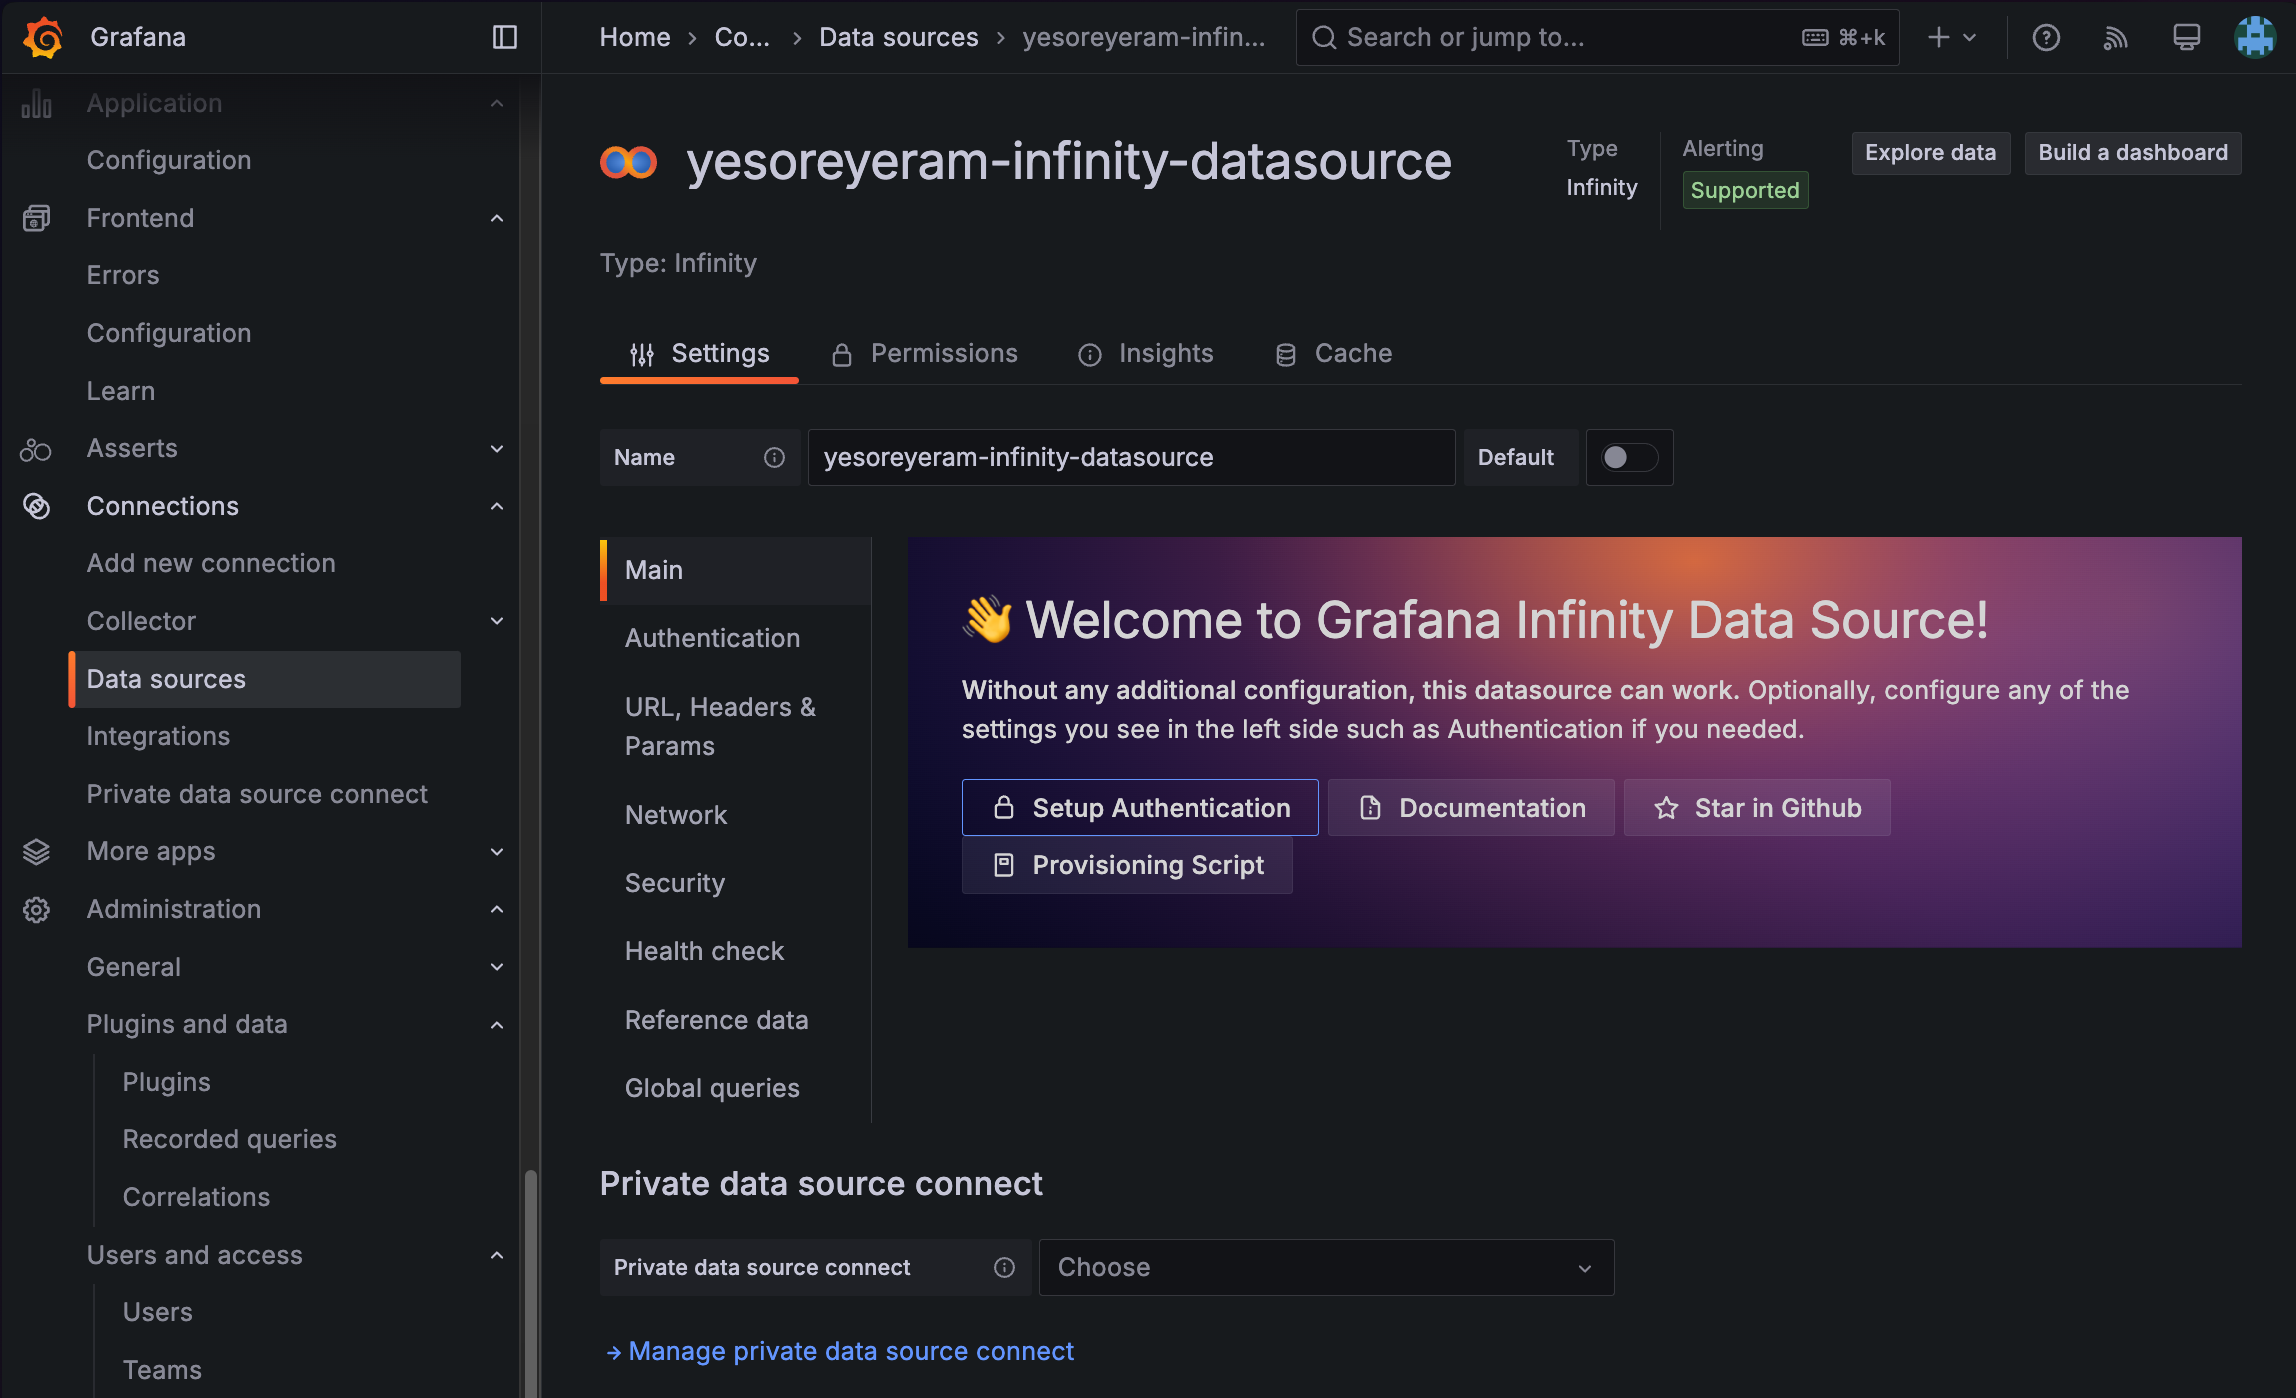 Grafana
Home
Co...
Data sources
yesoreyeram-infin...
Search or jump to...
⌘+k
Application
Configuration
Frontend
Errors
Configuration
Learn
Asserts
Connections
Add new connection
Collector
Data sources
Integrations
Private data source connect
More apps
Administration
General
Plugins and data
Plugins
Recorded queries
Correlations
Users and access
Users
Teams
yesoreyeram-infinity-datasource
Type
Infinity
Alerting
Supported
Explore data
Build a dashboard
Type: Infinity
Settings
Permissions
Insights
Cache
Name
yesoreyeram-infinity-datasource
Default
Main
Authentication
URL, Headers &
Params
Network
Security
Health check
Reference data
Global queries
👋 Welcome to Grafana Infinity Data Source!
Without any additional configuration, this datasource can work. Optionally, configure any of the
settings you see in the left side such as Authentication if you needed.
Setup Authentication
Documentation
Star in Github
Provisioning Script
Private data source connect
Private data source connect
Choose
Manage private data source connect